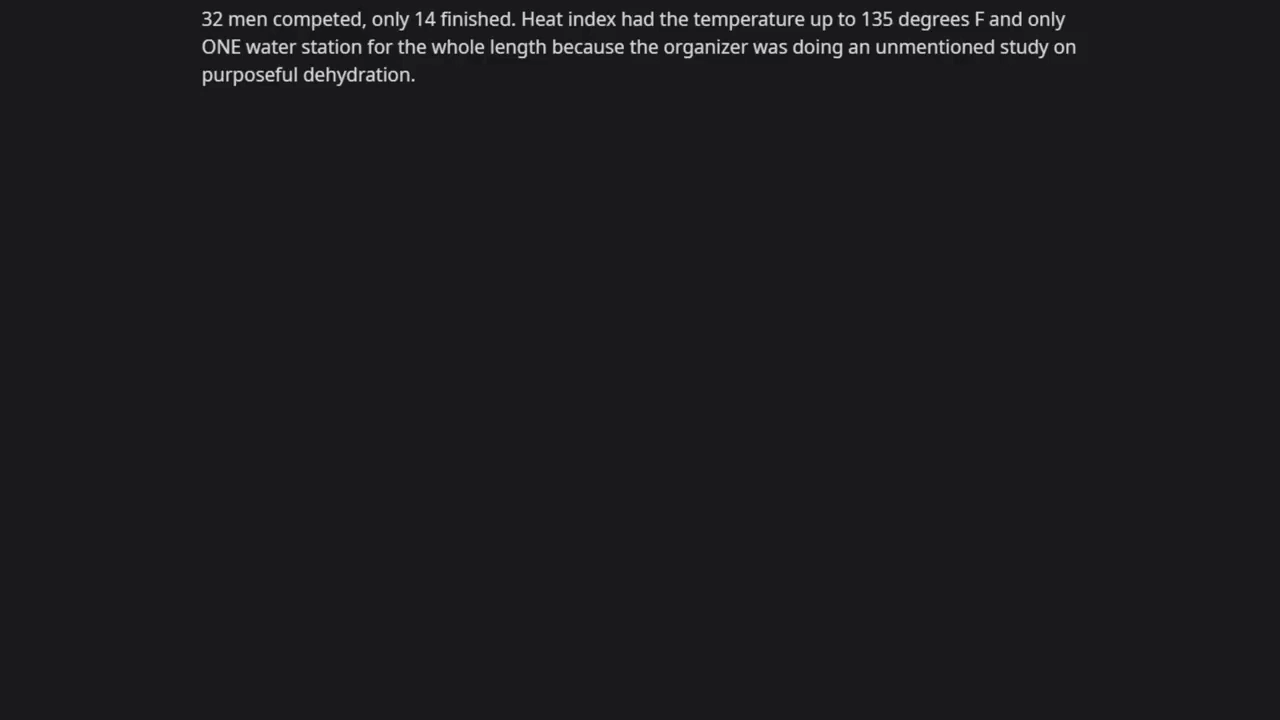 32 men competed, only 14 finished. Heat index had the temperature up to 135 degrees F and only
ONE water station for the whole length because the organizer was doing an unmentioned study on
purposeful dehydration.